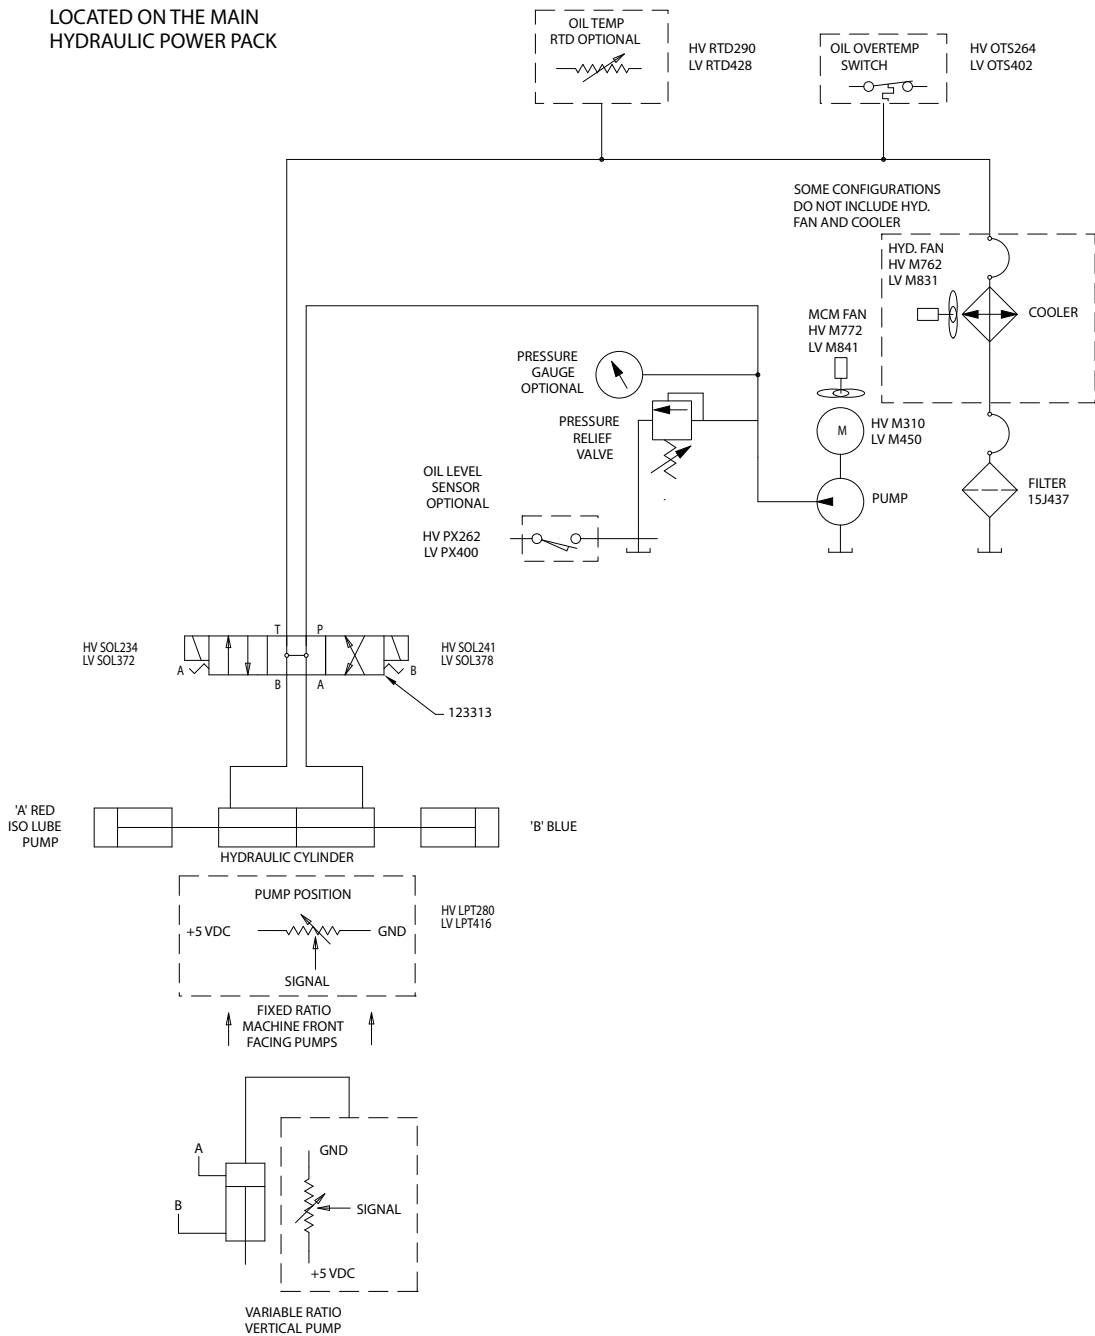 LOCATED ON THE MAIN
HYDRAULIC POWER PACK
OIL TEMP
RTD OPTIONAL
HV RTD290
LV RTD428
OIL OVERTEMP
SWITCH
HV OTS264
LV OTS402
SOME CONFIGURATIONS
DO NOT INCLUDE HYD.
FAN AND COOLER
HYD. FAN
HV M762
LV M831
COOLER
MCM FAN
HV M772
LV M841
PRESSURE
GAUGE
OPTIONAL
PRESSURE
RELIEF
VALVE
M
HV M310
LV M450
OIL LEVEL
SENSOR
OPTIONAL
PUMP
FILTER
15J437
HV PX262
LV PX400
T P
HV SOL234
LV SOL372
HV SOL241
LV SOL378
A
B
B A
123313
'A' RED
ISO LUBE
PUMP
'B' BLUE
HYDRAULIC CYLINDER
PUMP POSITION
+5 VDC
GND
SIGNAL
HV LPT280
LV LPT416
FIXED RATIO
MACHINE FRONT
FACING PUMPS
A
B
GND
SIGNAL
+5 VDC
VARIABLE RATIO
VERTICAL PUMP